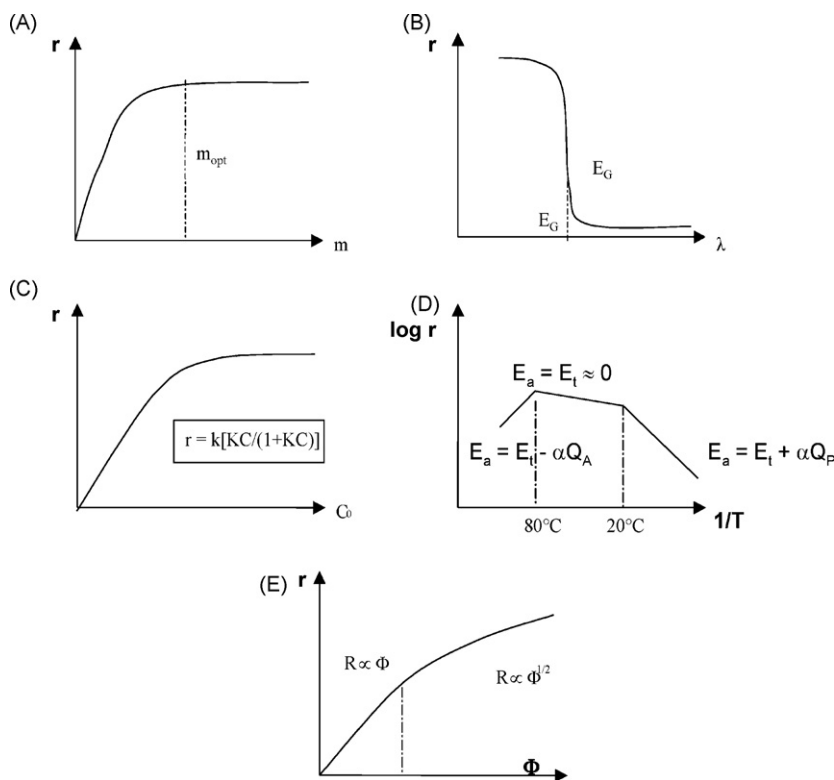 (A)
r
m_opt
m
(B)
r
E_G
E_G
λ
(C)
r
r = k[KC/(1+KC)]
C_0
(D)
log r
E_a = E_t ≈ 0
E_a = E_t - αQ_A
E_a = E_t + αQ_P
80°C
20°C
1/T
(E)
r
R ∝ Φ
R ∝ Φ^1/2
Φ